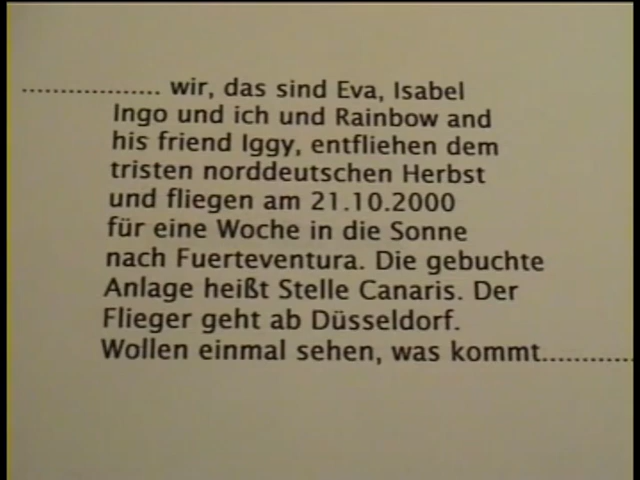 .................. wir, das sind Eva, Isabel
Ingo und ich und Rainbow and
his friend Iggy, entfliehen dem
tristen norddeutschen Herbst
und fliegen am 21.10.2000
für eine Woche in die Sonne
nach Fuerteventura. Die gebuchte
Anlage heißt Stelle Canaris. Der
Flieger geht ab Düsseldorf.
Wollen einmal sehen, was kommt............